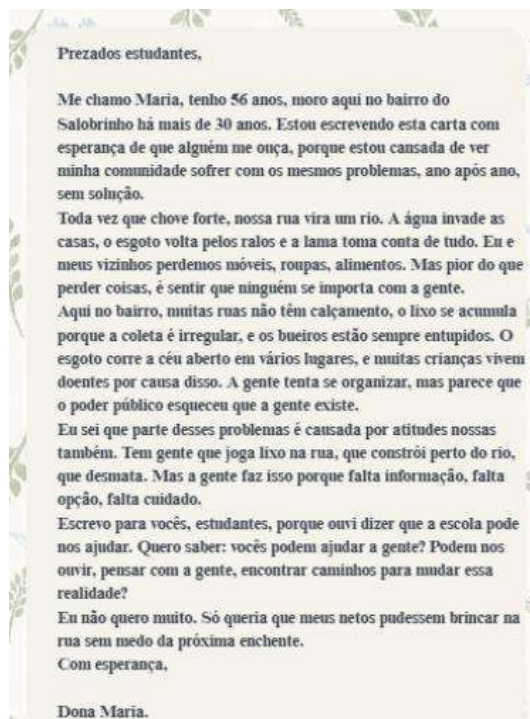 Prezados estudantes,
Me chamo Maria, tenho 56 anos, moro aqui no bairro do
Salobrinho há mais de 30 anos. Estou escrevendo esta carta com
esperança de que alguém me ouça, porque estou cansada de ver
minha comunidade sofrer com os mesmos problemas, ano após ano,
sem solução.
Toda vez que chove forte, nossa rua vira um rio. A água invade as
casas, o esgoto volta pelos ralos e a lama toma conta de tudo. Eu e
meus vizinhos perdemos móveis, roupas, alimentos. Mas pior do que
perder coisas, é sentir que ninguém se importa com a gente.
Aqui no bairro, muitas ruas não têm calçamento, o lixo se acumula
porque a coleta é irregular, e os bueiros estão sempre entupidos. O
esgoto corre a céu aberto em vários lugares, e muitas crianças vivem
doentes por causa disso. A gente tenta se organizar, mas parece que
o poder público esqueceu que a gente existe.
Eu sei que parte desses problemas é causada por atitudes nossas
também. Tem gente que joga lixo na rua, que constrói perto do rio,
que desmata. Mas a gente faz isso porque falta informação, falta
opção, falta cuidado.
Escrevo para vocês, estudantes, porque ouvi dizer que a escola pode
nos ajudar. Quero saber: vocês podem ajudar a gente? Podem nos
ouvir, pensar com a gente, encontrar caminhos para mudar essa
realidade?
Eu não quero muito. Só queria que meus netos pudessem brincar na
rua sem medo da próxima enchente.
Com esperança,
Dona Maria.